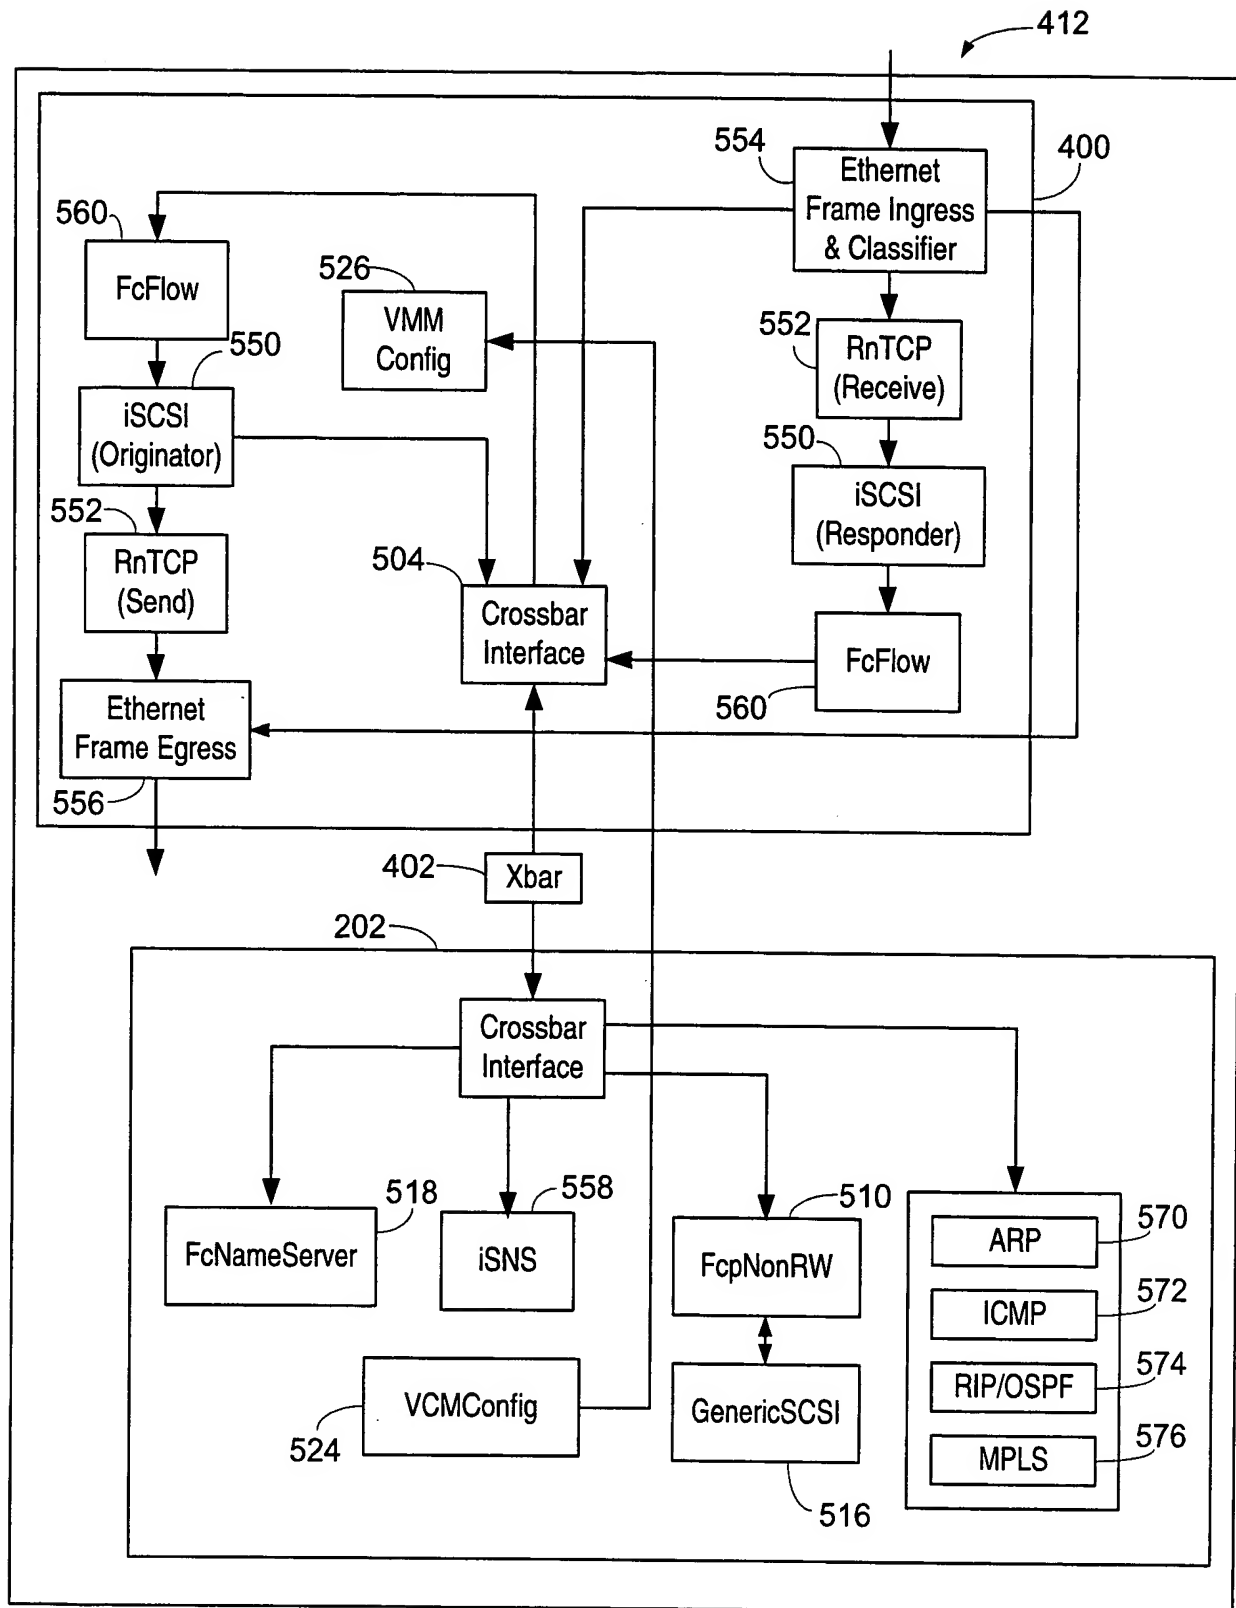 412
554
Ethernet
Frame Ingress
& Classifier
400
560
FcFlow
526
VMM
Config
552
RnTCP
(Receive)
550
iSCSI
(Originator)
550
iSCSI
(Responder)
552
RnTCP
(Send)
504
Crossbar
Interface
FcFlow
560
Ethernet
Frame Egress
556
402
Xbar
202
Crossbar
Interface
518
FcNameServer
558
iSNS
510
FcpNonRW
570
ARP
572
ICMP
574
RIP/OSPF
576
MPLS
VCMConfig
524
GenericSCSI
516